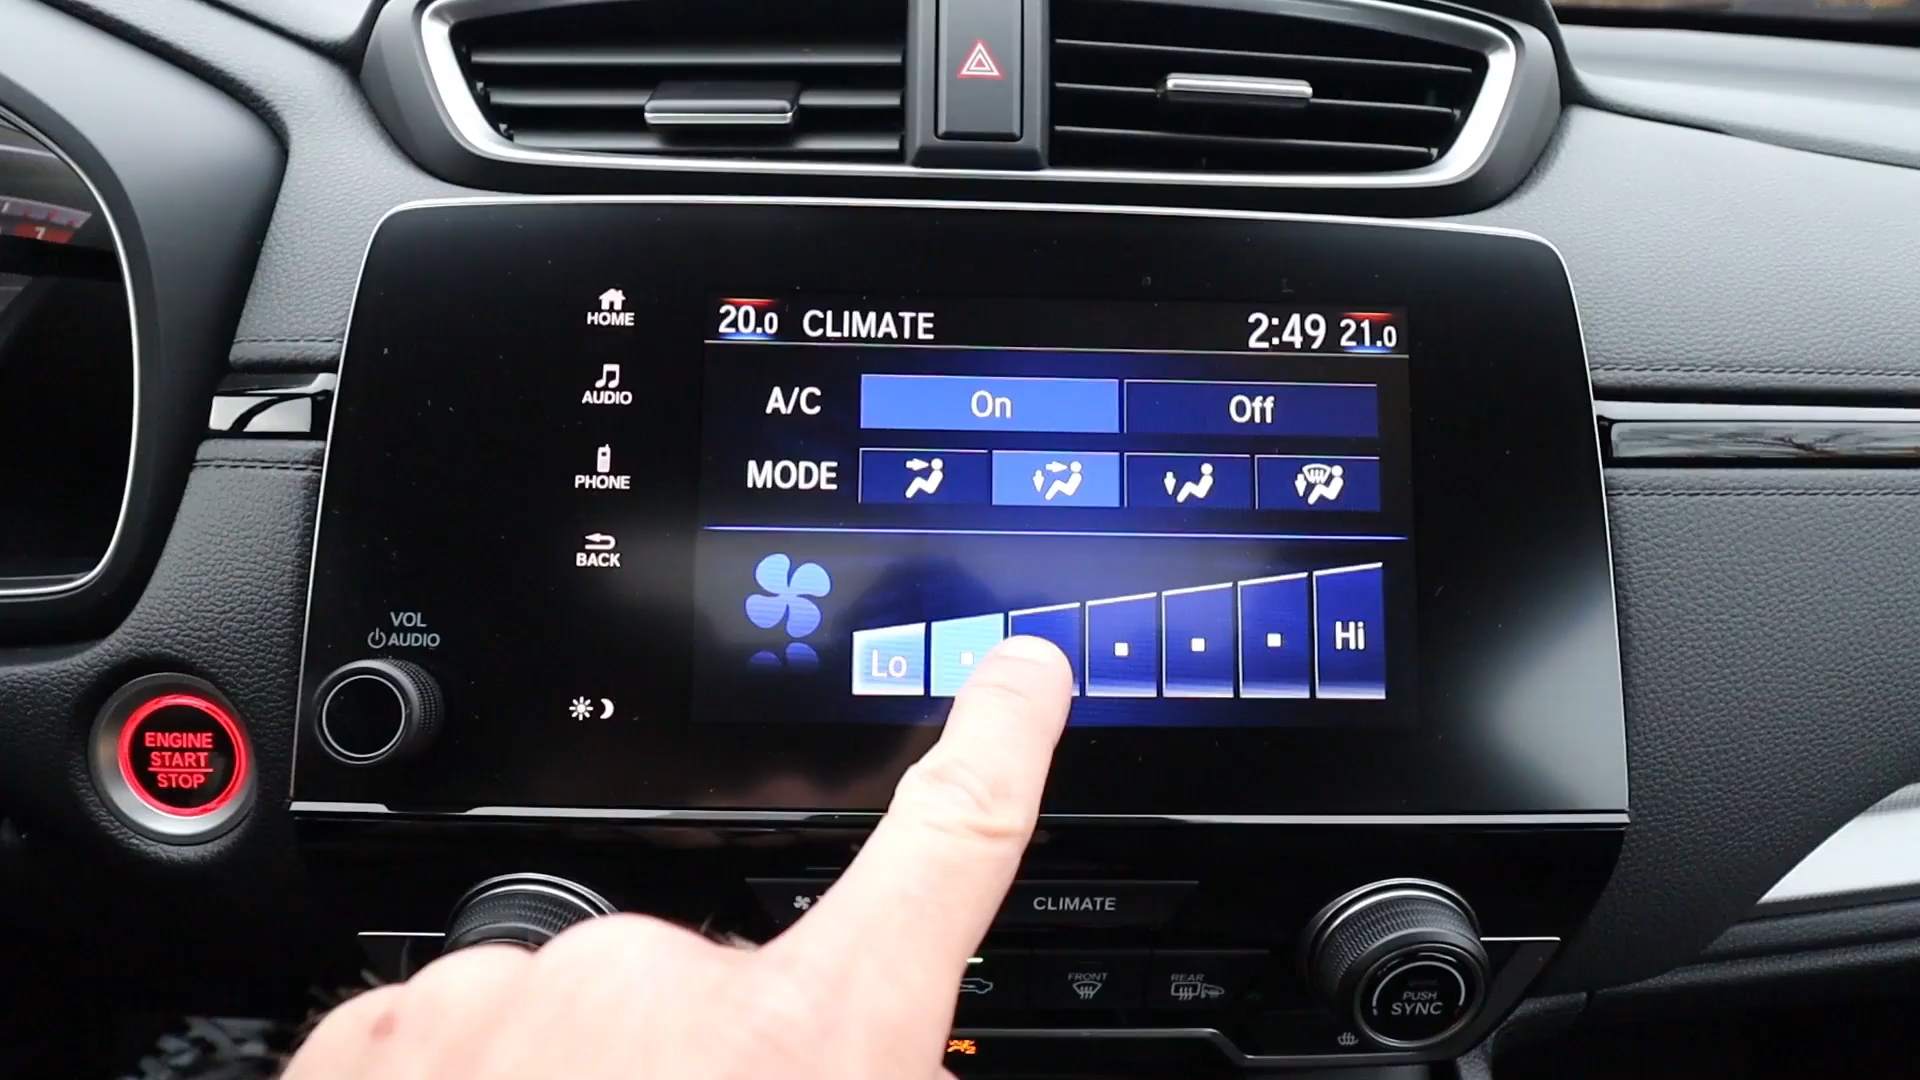 7
HOME
AUDIO
PHONE
BACK
20.0 CLIMATE 2:49 21.0
A/C On Off
MODE
Lo Hi
VOL
AUDIO
ENGINE
START
STOP
CLIMATE
FRONT
REAR
PUSH
SYNC